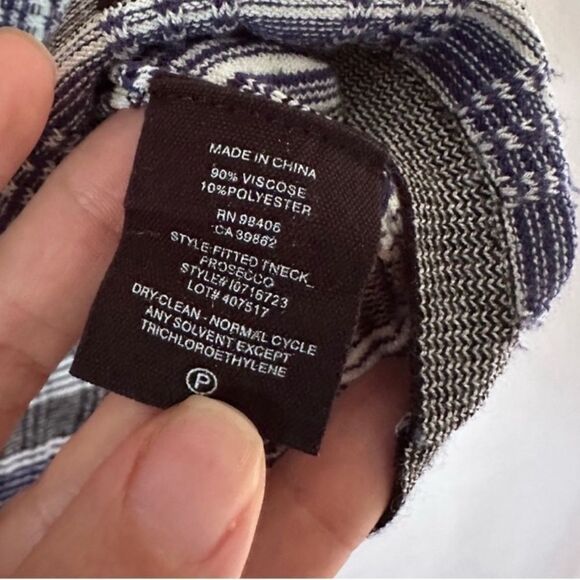 MADE IN CHINA
90% VISCOSE
10%POLYESTER
RN 98406
CA 39862
STYLE:FITTED TNECK_
PROSECCO
STYLE# I0716723
LOT# 407517
DRY-CLEAN - NORMAL CYCLE
ANY SOLVENT EXCEPT
TRICHLOROETHYLENE
P